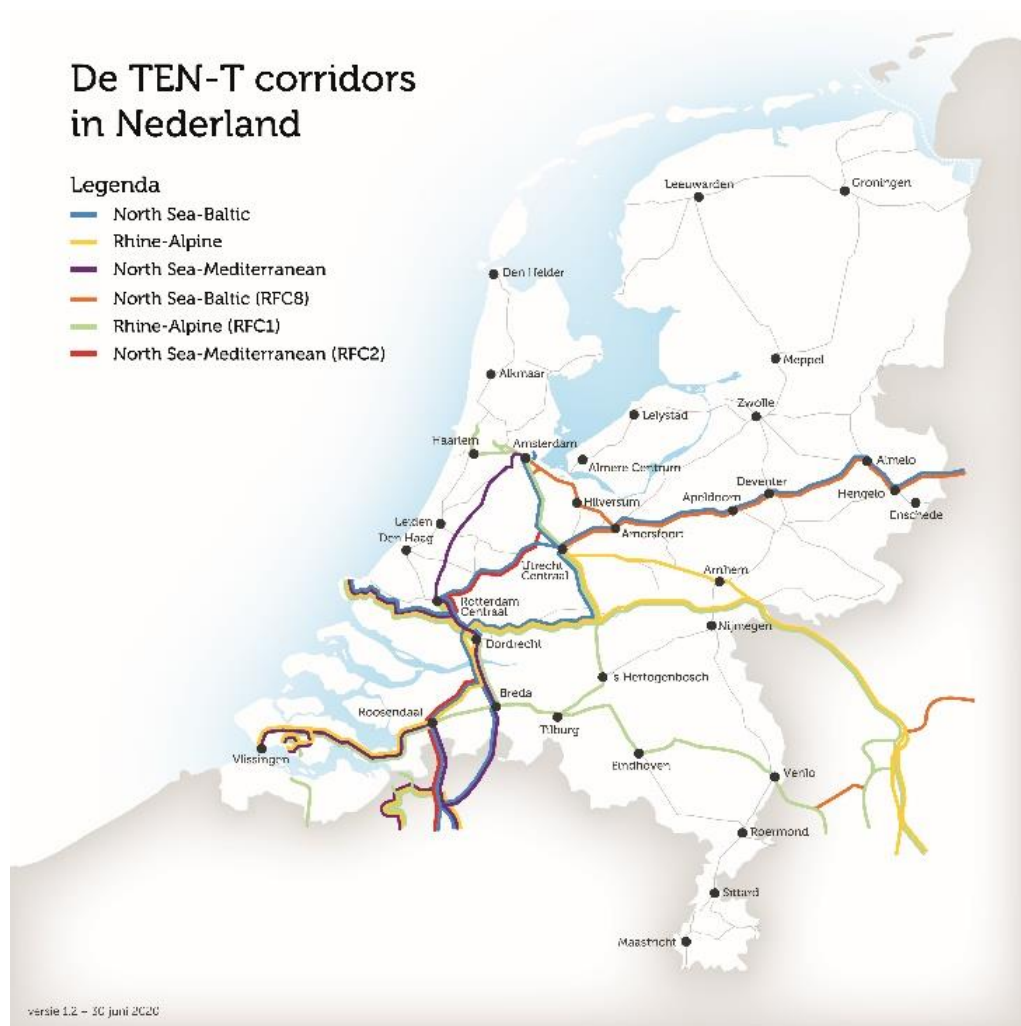 De TEN-T corridors
in Nederland
Legenda
North Sea-Baltic
Rhine-Alpine
North Sea-Mediterranean
North Sea-Baltic (RFC8)
Rhine-Alpine (RFC1)
North Sea-Mediterranean (RFC2)
Leeuwarden
Groningen
Den Helder
Meppel
Alkmaar
Zwolle
Lelystad
Haarlem
Amsterdam
Almere Centrum
Almelo
Deventer
Hengelo
Apeldoorn
Hilversum
Enschede
Leiden
Amersfoort
Den Haag
Utrecht
Centraal
Arnhem
Rotterdam
Centraal
Nijmegen
Dordrecht
's Hertogenbosch
Breda
Roosendaal
Tilburg
Vlissingen
Eindhoven
Venlo
Roermond
Sittard
Maastricht
versie 1.2 – 30 juni 2020